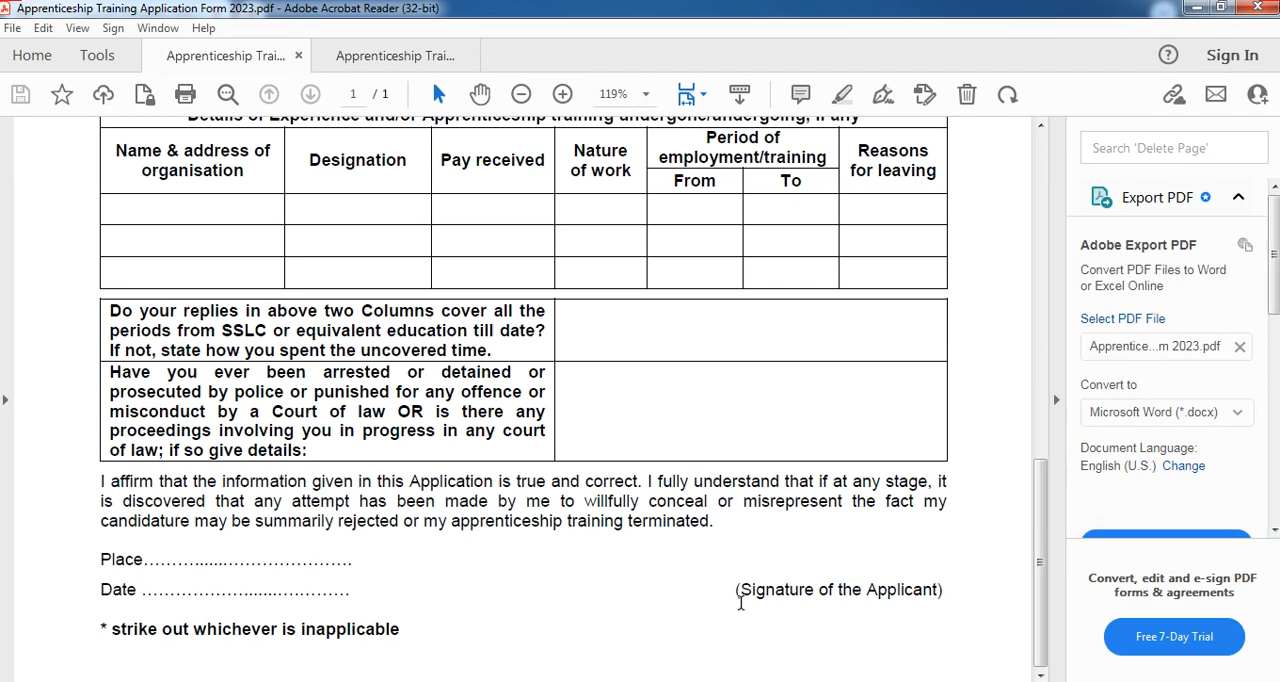 Apprenticeship Training Application Form 2023.pdf - Adobe Acrobat Reader (32-bit)
File Edit View Sign Window Help
Home Tools Apprenticeship Trai... × Apprenticeship Trai... Sign In
1 / 1 119%
Details of Experience and/or Apprenticeship training undergone/undergoing, if any
Name & address of organisation Designation Pay received Nature of work Period of employment/training Reasons for leaving
From To
Do your replies in above two Columns cover all the
periods from SSLC or equivalent education till date?
If not, state how you spent the uncovered time.
Have you ever been arrested or detained or
prosecuted by police or punished for any offence or
misconduct by a Court of law OR is there any
proceedings involving you in progress in any court
of law; if so give details:
I affirm that the information given in this Application is true and correct. I fully understand that if at any stage, it
is discovered that any attempt has been made by me to willfully conceal or misrepresent the fact my
candidature may be summarily rejected or my apprenticeship training terminated.
Place……….......………………….
Date ………………......…..………
(Signature of the Applicant)
* strike out whichever is inapplicable
Search 'Delete Page'
Export PDF
Adobe Export PDF
Convert PDF Files to Word
or Excel Online
Select PDF File
Apprentice...m 2023.pdf
Convert to
Microsoft Word (*.docx)
Document Language:
English (U.S.) Change
Convert, edit and e-sign PDF
forms & agreements
Free 7-Day Trial